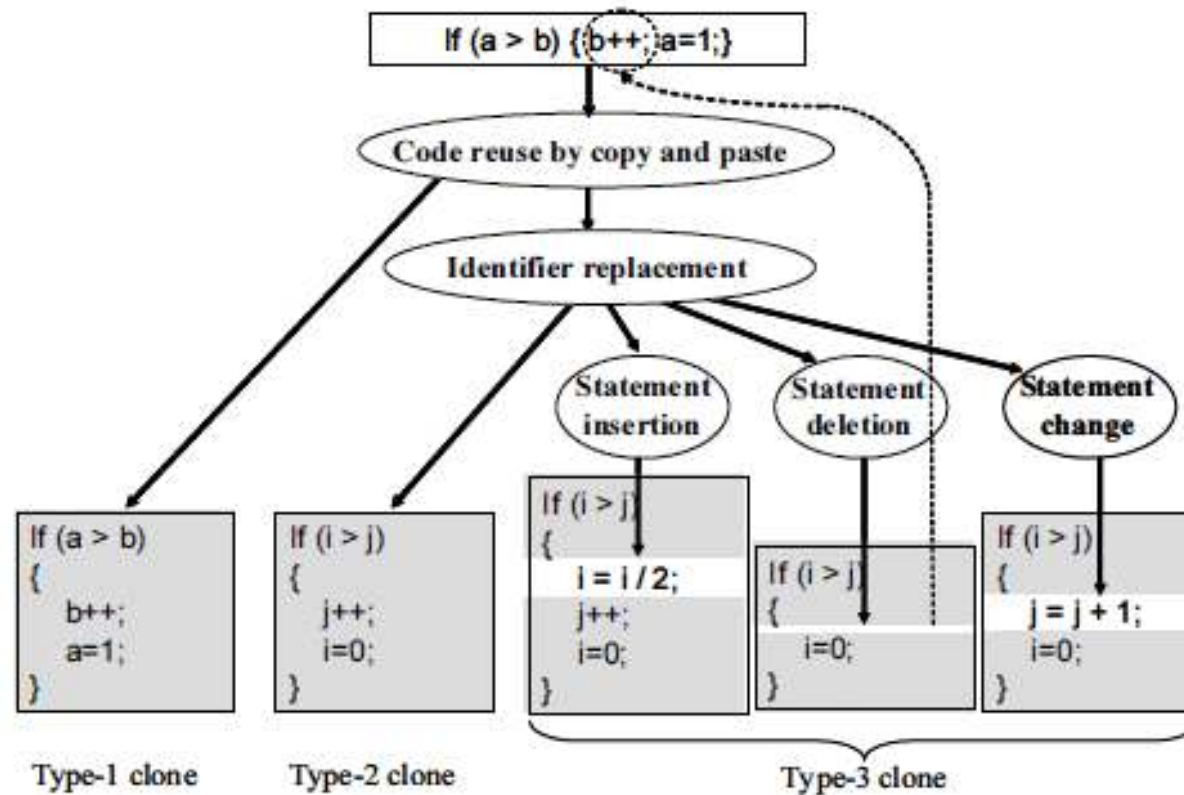 If (a > b) { b++; a=1;}
Code reuse by copy and paste
Identifier replacement
Statement
insertion
Statement
deletion
Statement
change
If (a > b)
{
b++;
a=1;
}
If (i > j)
{
j++;
i=0;
}
If (i > j)
{
i = i / 2;
j++;
i=0;
}
If (i > j)
{
i=0;
}
If (i > j)
{
j = j + 1;
i=0;
}
Type-1 clone
Type-2 clone
Type-3 clone